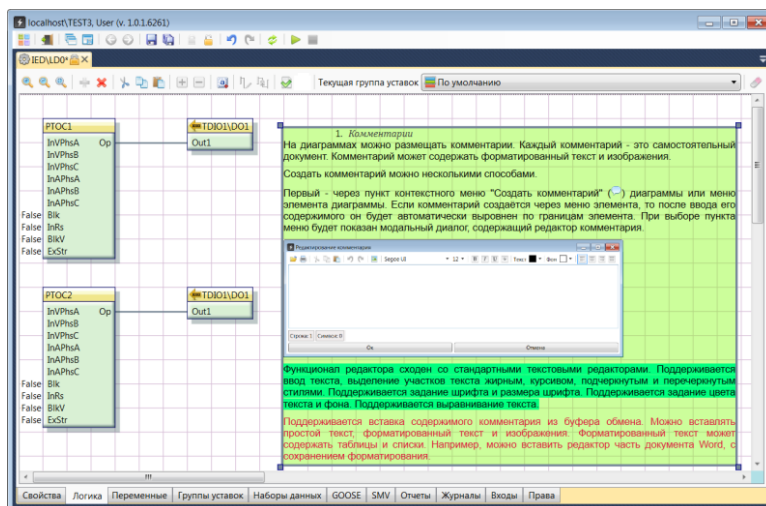 localhost\TEST3, User (v. 1.0.1.6261)
IED\LD0*
Текущая группа уставок По умолчанию
PTOC1
InVPhsA Op
InVPhsB
InVPhsC
InAPhsA
InAPhsB
InAPhsC
False Blk
False InRs
False BlkV
False ExStr
TDIO1\DO1
Out1
PTOC2
InVPhsA Op
InVPhsB
InVPhsC
InAPhsA
InAPhsB
InAPhsC
False Blk
False InRs
False BlkV
False ExStr
TDIO1\DO1
Out1
1. Комментарии
На диаграммах можно размещать комментарии. Каждый комментарий - это самостоятельный
документ. Комментарий может содержать форматированный текст и изображения.
Создать комментарий можно несколькими способами.
Первый - через пункт контекстного меню "Создать комментарий" ( ) диаграммы или меню
элемента диаграммы. Если комментарий создаётся через меню элемента, то после ввода его
содержимого он будет автоматически выровнен по границам элемента. При выборе пункта
меню будет показан модальный диалог, содержащий редактор комментария.
Редактирование комментария
Segoe UI 12 Текст Фон
Строка: 1 Символ: 0
Ок Отмена
Функционал редактора сходен со стандартными текстовыми редакторами. Поддерживается
ввод текста, выделение участков текста жирным, курсивом, подчеркнутым и перечеркнутым
стилями. Поддерживается задание шрифта и размера шрифта. Поддерживается задание цвета
текста и фона. Поддерживается выравнивание текста.
Поддерживается вставка содержимого комментария из буфера обмена. Можно вставлять
простой текст, форматированный текст и изображения. Форматированный текст может
содержать таблицы и списки. Например, можно вставить редактор часть документа Word, с
сохранением форматирования.
Свойства Логика Переменные Группы уставок Наборы данных GOOSE SMV Отчеты Журналы Входы Права